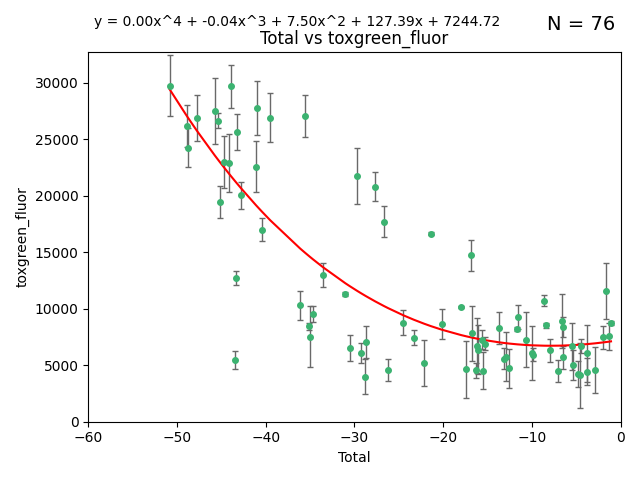 y = 0.00x^4 + -0.04x^3 + 7.50x^2 + 127.39x + 7244.72
N = 76
Total vs toxgreen_fluor
toxgreen_fluor
30000
25000
20000
15000
10000
5000
0
−60
−50
−40
−30
−20
−10
0
Total